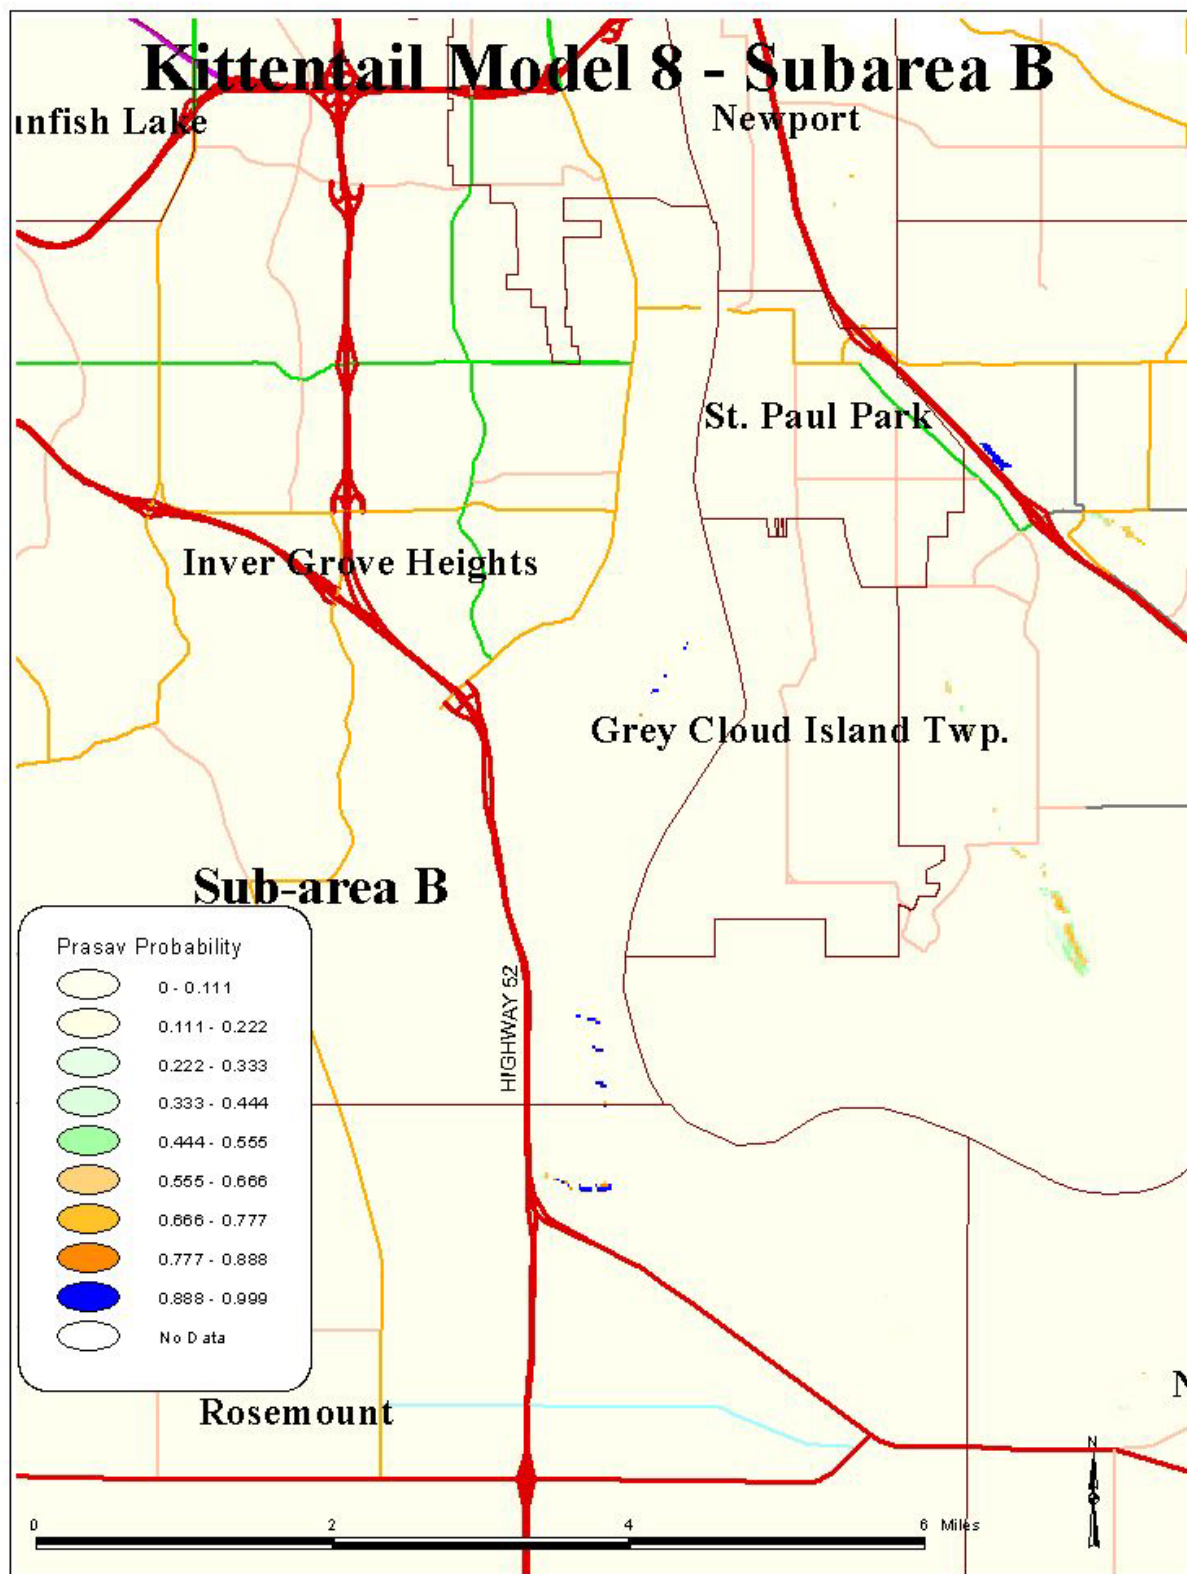 Kittentail Model 8 - Subarea B
unfish Lake
Newport
St. Paul Park
Inver Grove Heights
Grey Cloud Island Twp.
Sub-area B
Prasav Probability
0 - 0.111
0.111 - 0.222
0.222 - 0.333
0.333 - 0.444
0.444 - 0.555
0.555 - 0.666
0.666 - 0.777
0.777 - 0.888
0.888 - 0.999
No Data
HIGHWAY 52
N
Rosemount
N
0 2 4 6 Miles